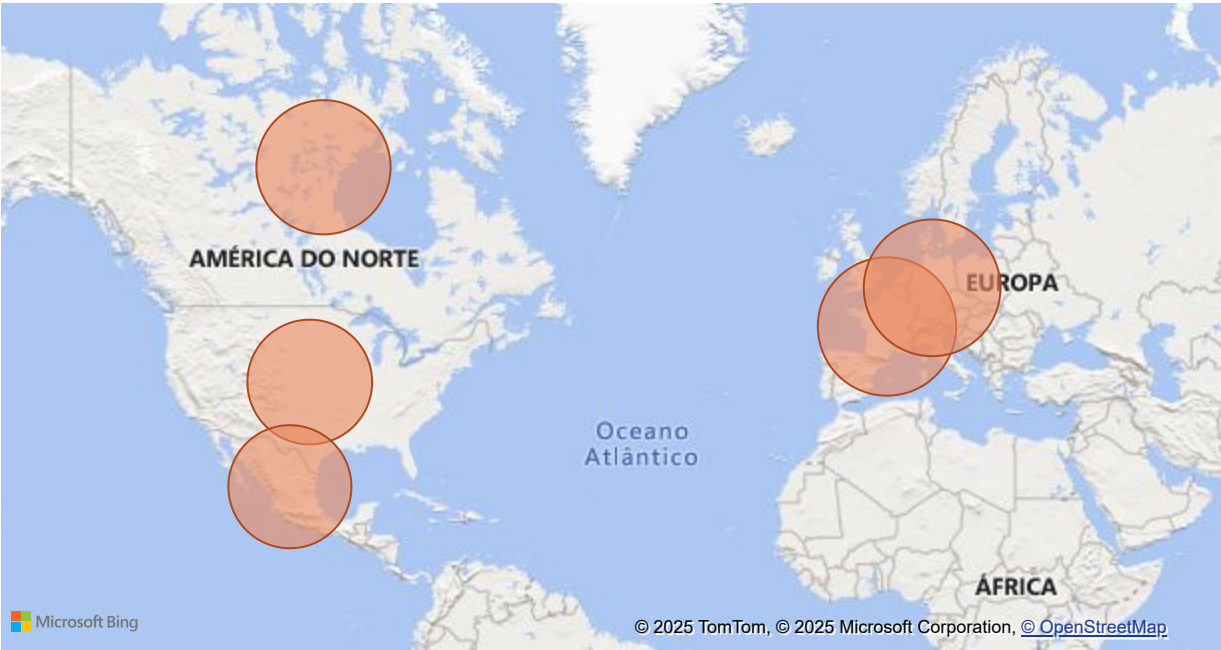 AMÉRICA DO NORTE
EUROPA
Oceano
Atlântico
ÁFRICA
Microsoft Bing
© 2025 TomTom, © 2025 Microsoft Corporation, © OpenStreetMap